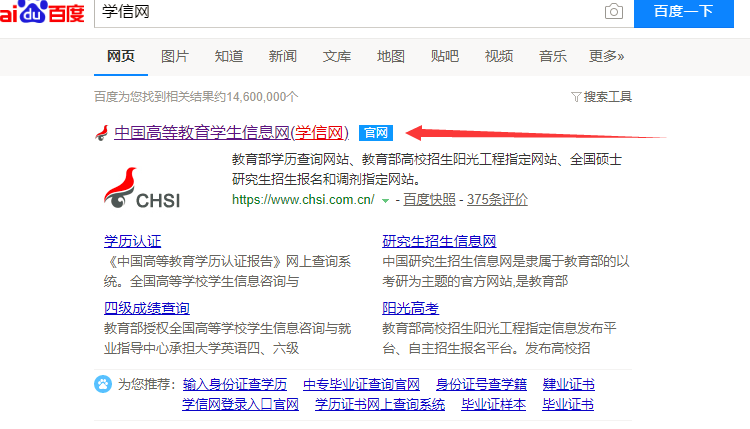 Bai du 百度 学信网 百度一下
网页 图片 知道 新闻 文库 地图 贴吧 视频 音乐 更多»
百度为您找到相关结果约14,600,000个 搜索工具
中国高等教育学生信息网(学信网) 官网
教育部学历查询网站、教育部高校招生阳光工程指定网站、全国硕士
研究生招生报名和调剂指定网站。
CHSI
https://www.chsi.com.cn/ - 百度快照 - 375条评价
学历认证
《中国高等教育学历认证报告》网上查询系
统。全国高等学校学生信息咨询与
研究生招生信息网
中国研究生招生信息网是隶属于教育部的以
考研为主题的官方网站,是教育部
四级成绩查询
教育部授权全国高等学校学生信息咨询与就
业指导中心承担大学英语四、六级
阳光高考
教育部高校招生阳光工程指定信息发布平
台、自主招生报名平台。发布高校招
为您推荐: 输入身份证查学历 中专毕业证查询官网 身份证号查学籍 肄业证书
学信网登录入口官网 学历证书网上查询系统 毕业证样本 毕业证书